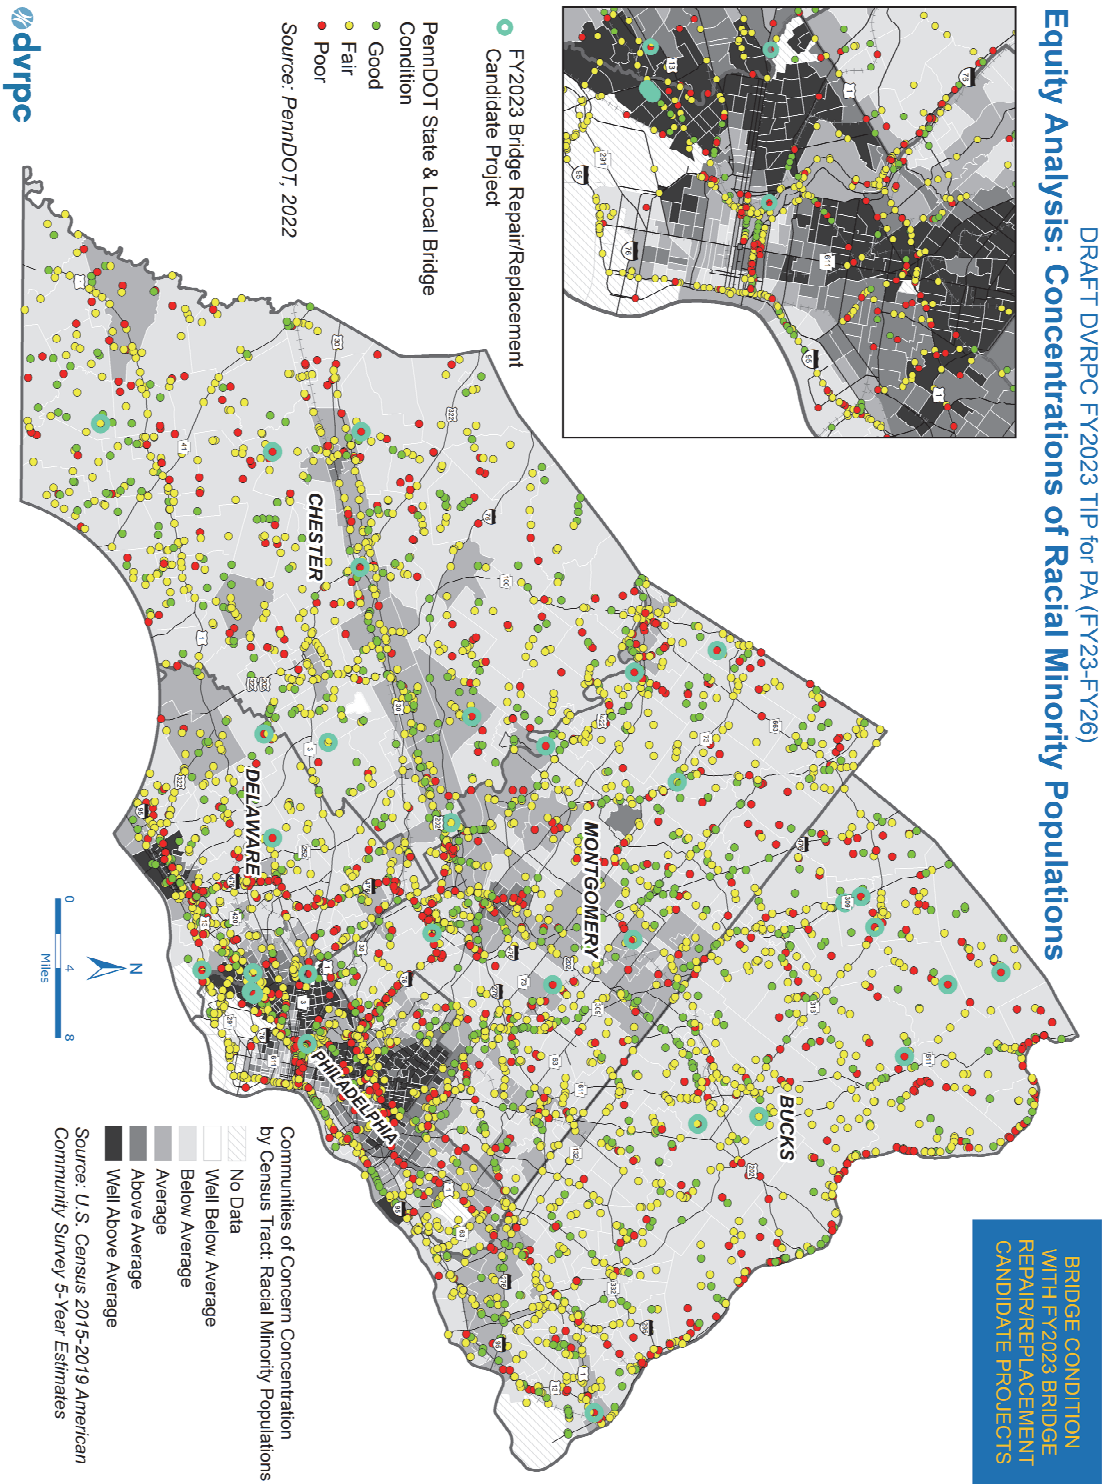 DRAFT DVRPC FY2023 TIP for PA (FY23-FY26)
Equity Analysis: Concentrations of Racial Minority Populations
BRIDGE CONDITION
WITH FY2023 BRIDGE
REPAIR/REPLACEMENT
CANDIDATE PROJECTS
FY2023 Bridge Repair/Replacement
Candidate Project
PennDOT State & Local Bridge
Condition
Good
Fair
Poor
Source: PennDOT, 2022
CHESTER
DELAWARE
MONTGOMERY
PHILADELPHIA
BUCKS
0 4 8
Miles
N
Communities of Concern Concentration
by Census Tract: Racial Minority Populations
No Data
Well Below Average
Below Average
Average
Above Average
Well Above Average
Source: U.S. Census 2015-2019 American
Community Survey 5-Year Estimates
dvrpc